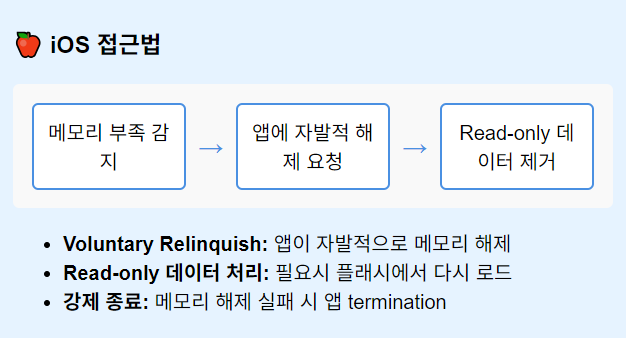 🍎 iOS 접근법
메모리 부족 감
지
→
앱에 자발적 해
제 요청
→
Read-only 데
이터 제거
• Voluntary Relinquish: 앱이 자발적으로 메모리 해제
• Read-only 데이터 처리: 필요시 플래시에서 다시 로드
• 강제 종료: 메모리 해제 실패 시 앱 termination